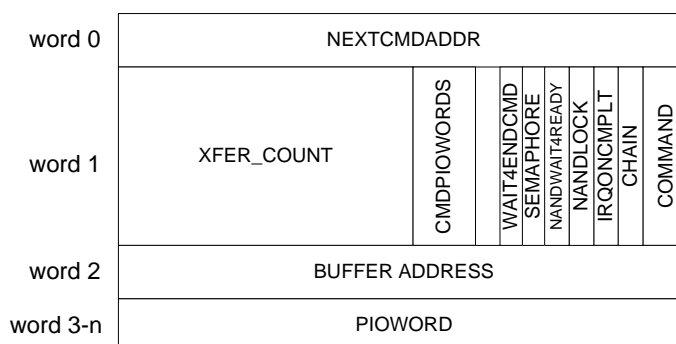 word 0
NEXTCMDADDR
word 1
XFER_COUNT
CMDPIOWORDS
WAIT4ENDCMD
SEMAPHORE
NANDWAIT4READY
NANDLOCK
IRQONCMPLT
CHAIN
COMMAND
word 2
BUFFER ADDRESS
word 3-n
PIOWORD